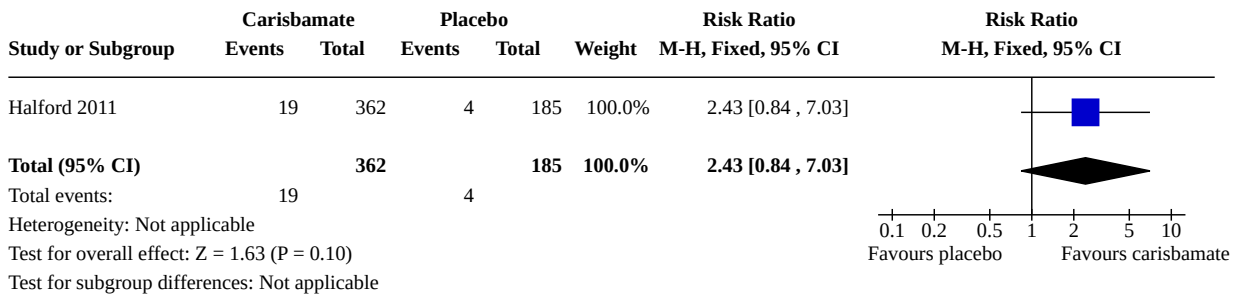 Carisbamate Placebo Risk Ratio Risk Ratio
Study or Subgroup Events Total Events Total Weight M-H, Fixed, 95% CI M-H, Fixed, 95% CI
Halford 2011 19 362 4 185 100.0% 2.43 [0.84 , 7.03]
Total (95% CI) 362 185 100.0% 2.43 [0.84 , 7.03]
Total events: 19 4
Heterogeneity: Not applicable
0.1 0.2 0.5 1 2 5 10
Test for overall effect: Z = 1.63 (P = 0.10) Favours placebo Favours carisbamate
Test for subgroup differences: Not applicable